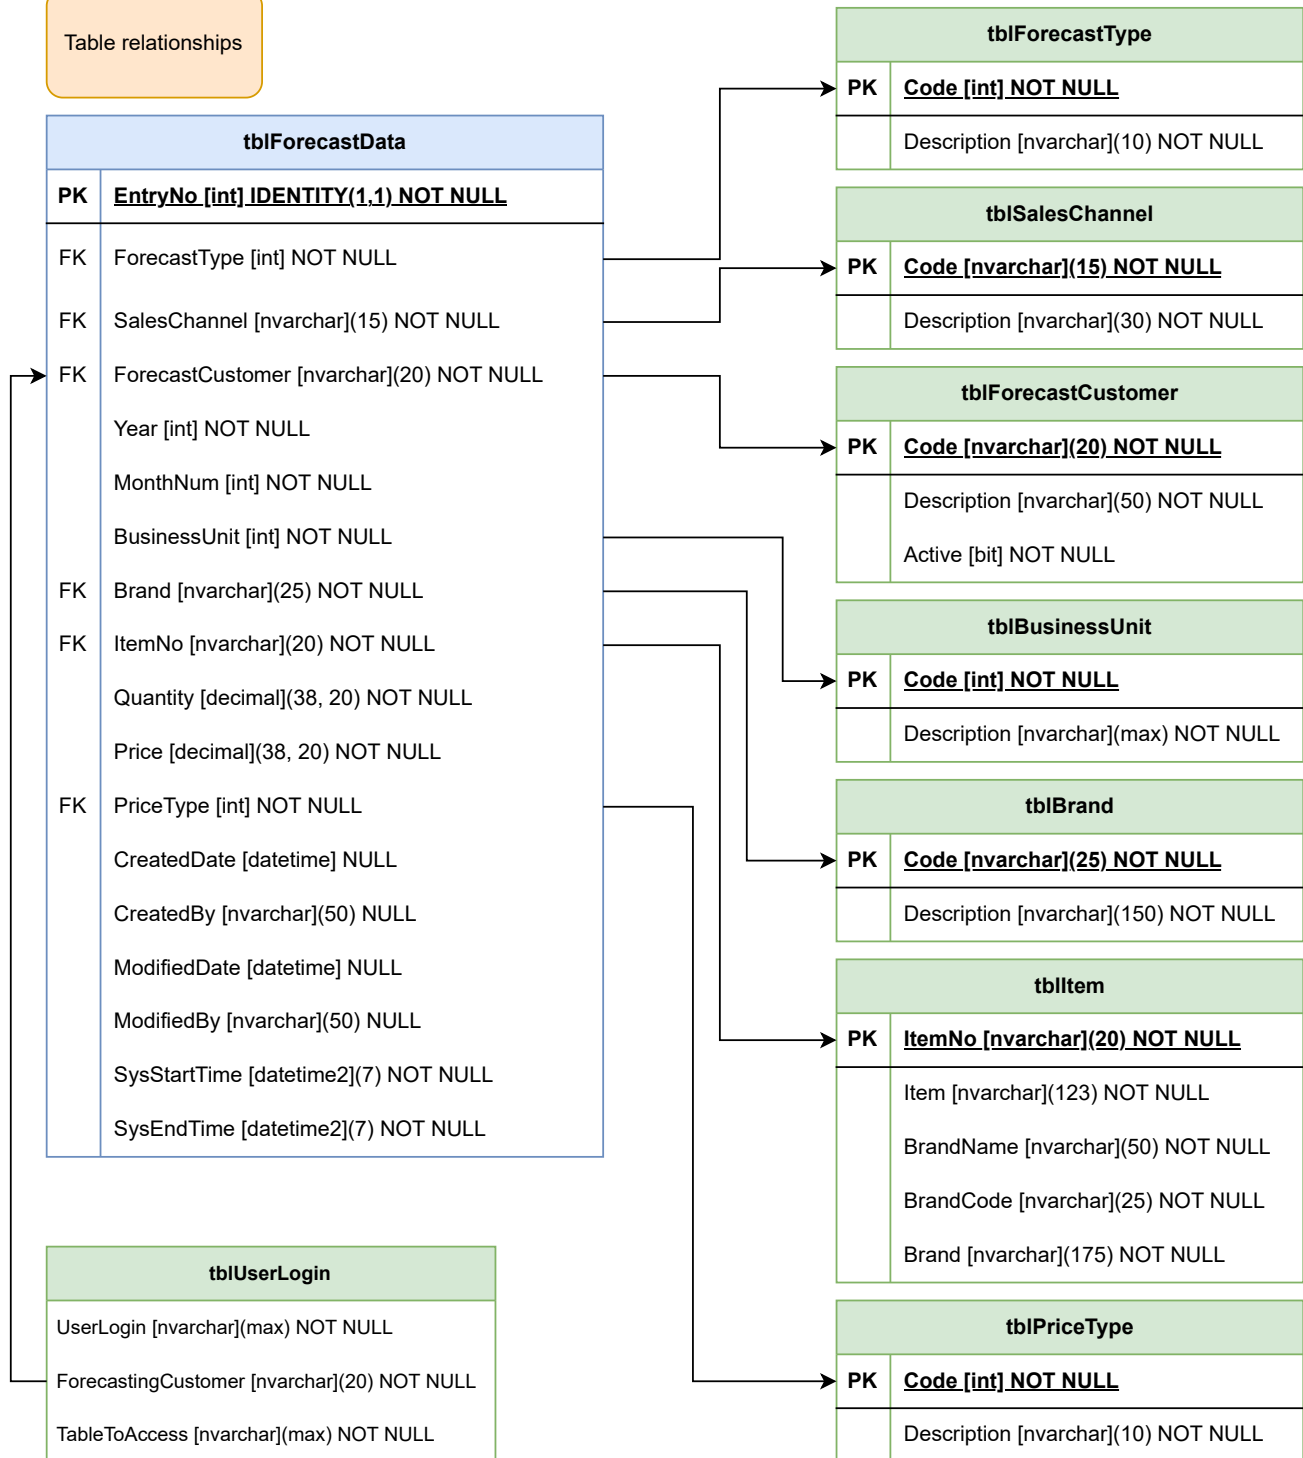 Table relationships
tblForecastData
PK EntryNo [int] IDENTITY(1,1) NOT NULL
FK ForecastType [int] NOT NULL
FK SalesChannel [nvarchar](15) NOT NULL
FK ForecastCustomer [nvarchar](20) NOT NULL
Year [int] NOT NULL
MonthNum [int] NOT NULL
BusinessUnit [int] NOT NULL
FK Brand [nvarchar](25) NOT NULL
FK ItemNo [nvarchar](20) NOT NULL
Quantity [decimal](38, 20) NOT NULL
Price [decimal](38, 20) NOT NULL
FK PriceType [int] NOT NULL
CreatedDate [datetime] NULL
CreatedBy [nvarchar](50) NULL
ModifiedDate [datetime] NULL
ModifiedBy [nvarchar](50) NULL
SysStartTime [datetime2](7) NOT NULL
SysEndTime [datetime2](7) NOT NULL
tblUserLogin
UserLogin [nvarchar](max) NOT NULL
ForecastingCustomer [nvarchar](20) NOT NULL
TableToAccess [nvarchar](max) NOT NULL
tblForecastType
PK Code [int] NOT NULL
Description [nvarchar](10) NOT NULL
tblSalesChannel
PK Code [nvarchar](15) NOT NULL
Description [nvarchar](30) NOT NULL
tblForecastCustomer
PK Code [nvarchar](20) NOT NULL
Description [nvarchar](50) NOT NULL
Active [bit] NOT NULL
tblBusinessUnit
PK Code [int] NOT NULL
Description [nvarchar](max) NOT NULL
tblBrand
PK Code [nvarchar](25) NOT NULL
Description [nvarchar](150) NOT NULL
tblItem
PK ItemNo [nvarchar](20) NOT NULL
Item [nvarchar](123) NOT NULL
BrandName [nvarchar](50) NOT NULL
BrandCode [nvarchar](25) NOT NULL
Brand [nvarchar](175) NOT NULL
tblPriceType
PK Code [int] NOT NULL
Description [nvarchar](10) NOT NULL